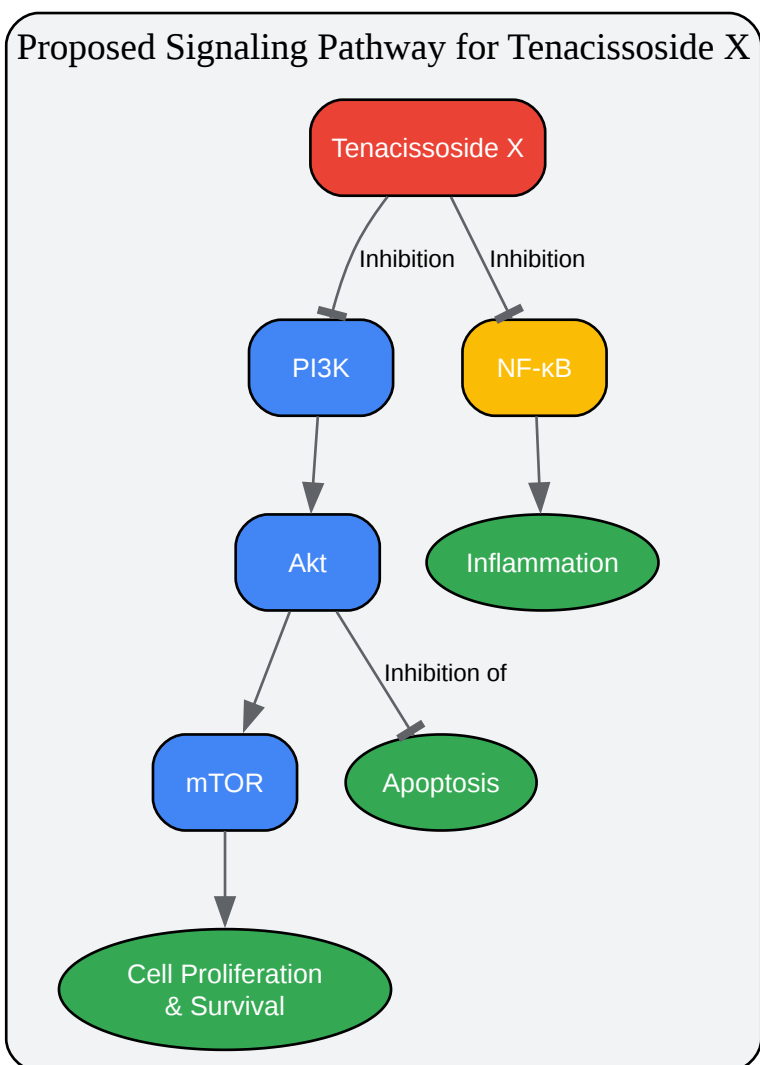 Proposed Signaling Pathway for Tenacissoside X
Tenacissoside X
Inhibition
Inhibition
PI3K
NF-κB
Akt
Inflammation
Inhibition of
mTOR
Apoptosis
Cell Proliferation
& Survival